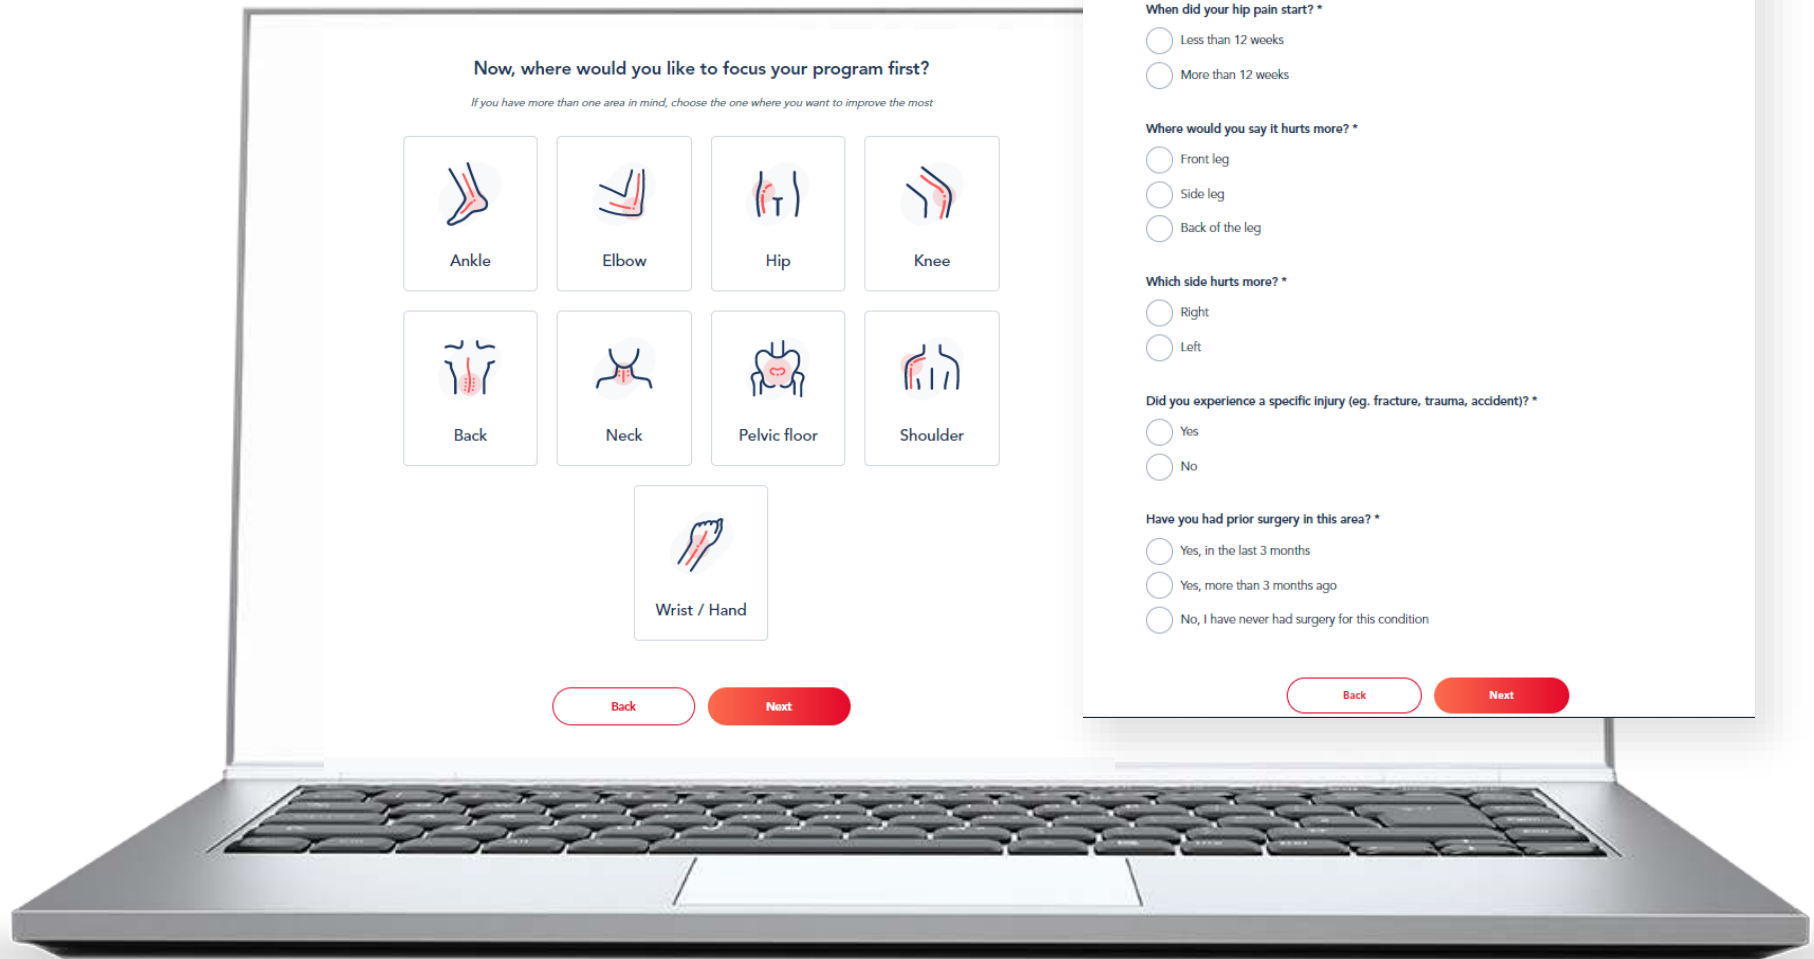 Now, where would you like to focus your program first?
If you have more than one area in mind, choose the one where you want to improve the most
Ankle
Elbow
Hip
Knee
Back
Neck
Pelvic floor
Shoulder
Wrist / Hand
Back
Next
When did your hip pain start? *
Less than 12 weeks
More than 12 weeks
Where would you say it hurts more? *
Front leg
Side leg
Back of the leg
Which side hurts more? *
Right
Left
Did you experience a specific injury (eg. fracture, trauma, accident)? *
Yes
No
Have you had prior surgery in this area? *
Yes, in the last 3 months
Yes, more than 3 months ago
No, I have never had surgery for this condition
Back
Next